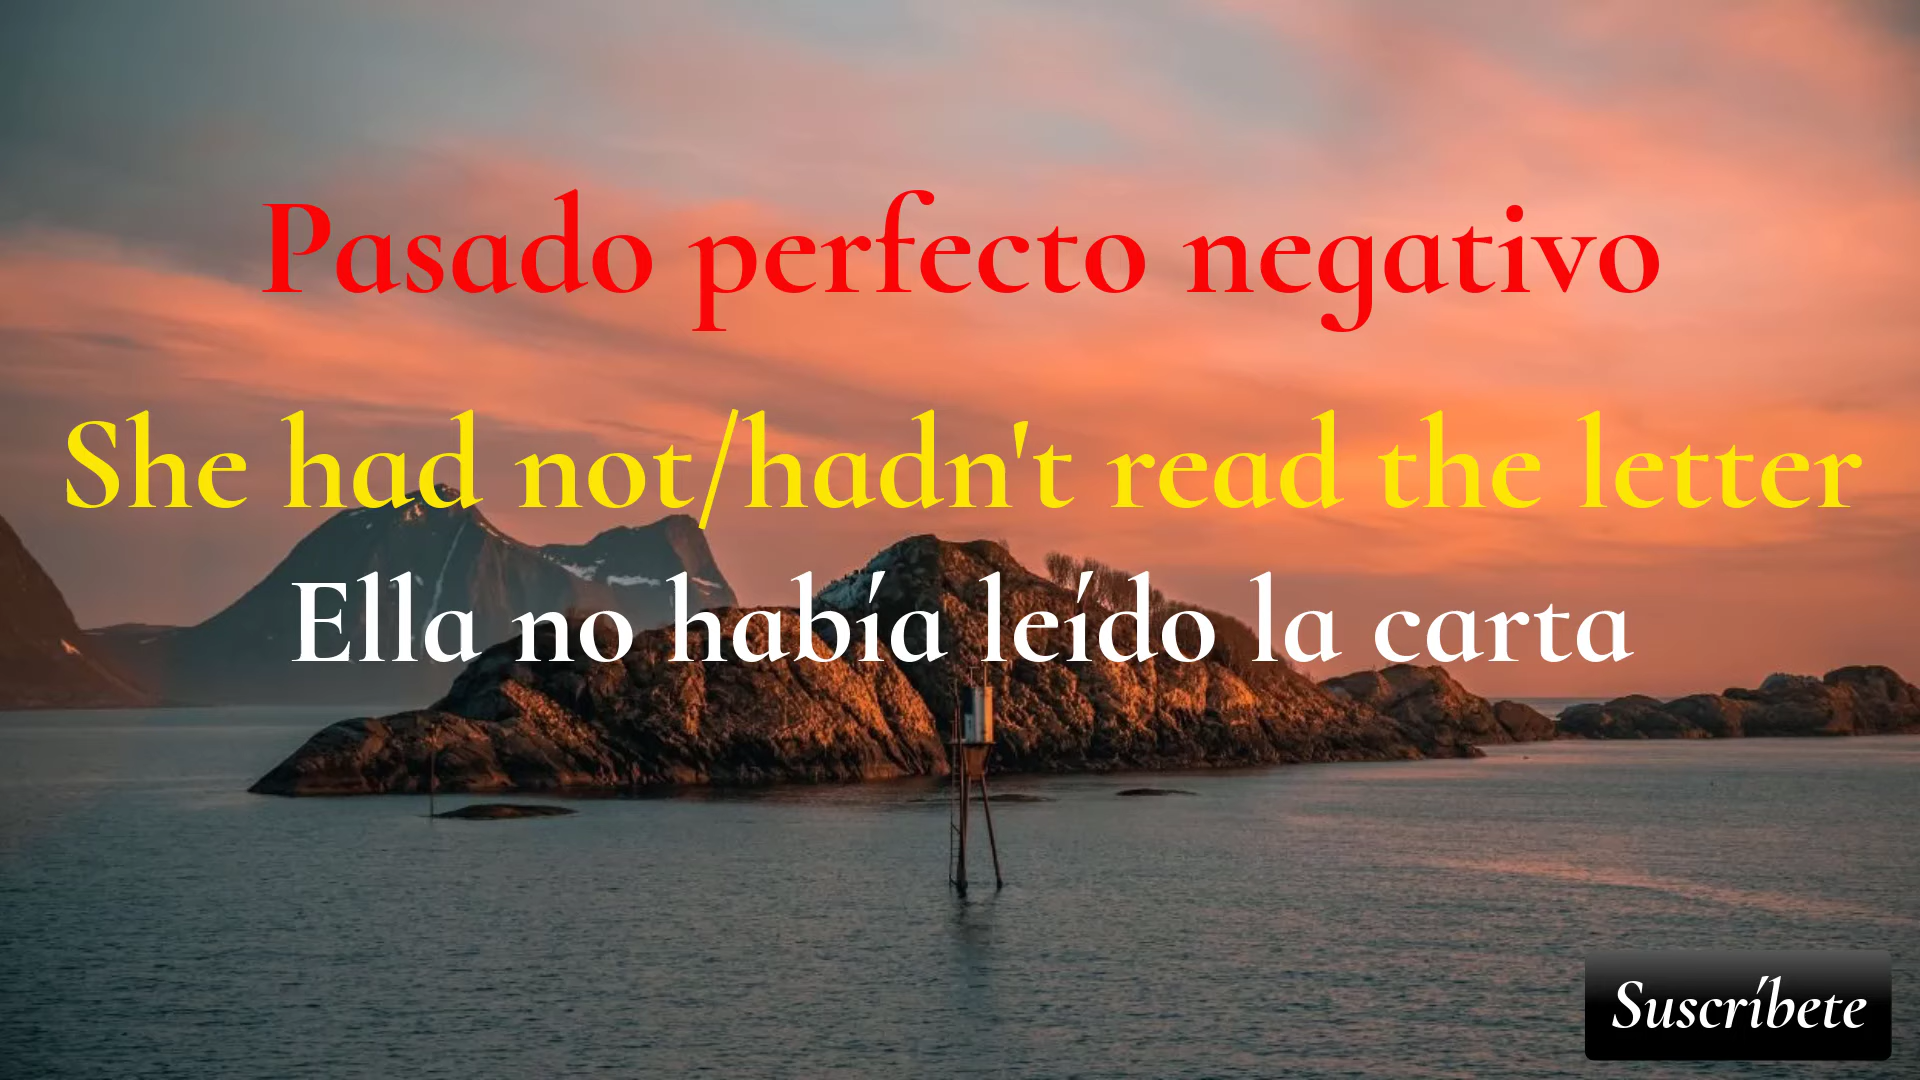 Pasado perfecto negativo
She had not/hadn't read the letter
Ella no había leído la carta
Suscríbete